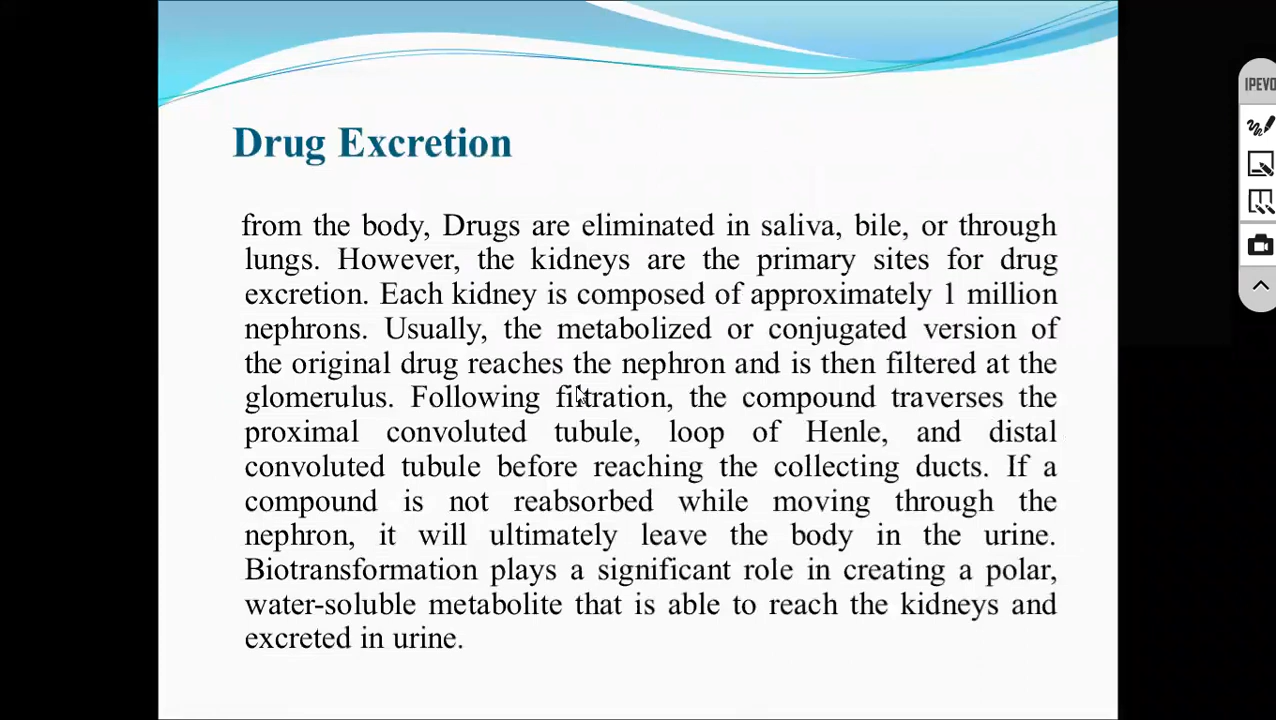 Drug Excretion
from the body, Drugs are eliminated in saliva, bile, or through
lungs. However, the kidneys are the primary sites for drug
excretion. Each kidney is composed of approximately 1 million
nephrons. Usually, the metabolized or conjugated version of
the original drug reaches the nephron and is then filtered at the
glomerulus. Following filtration, the compound traverses the
proximal convoluted tubule, loop of Henle, and distal
convoluted tubule before reaching the collecting ducts. If a
compound is not reabsorbed while moving through the
nephron, it will ultimately leave the body in the urine.
Biotransformation plays a significant role in creating a polar,
water-soluble metabolite that is able to reach the kidneys and
excreted in urine.
IPEVO